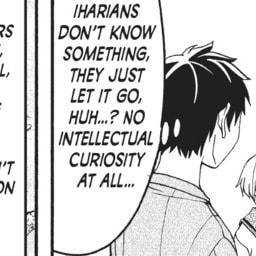 IHARIANS
DON'T KNOW
SOMETHING,
THEY JUST
LET IT GO,
HUH...? NO
INTELLECTUAL
CURIOSITY
AT ALL...